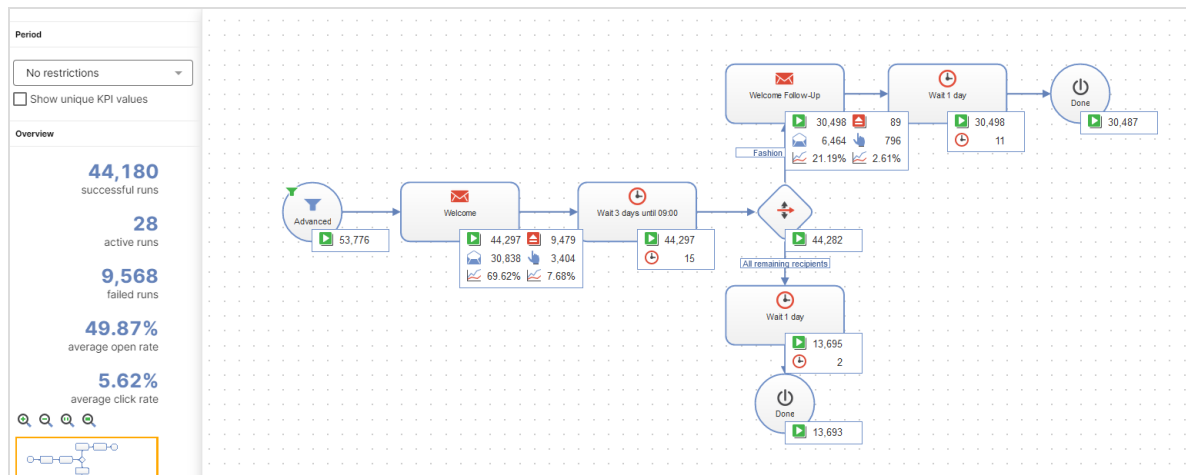 Period
No restrictions
Show unique KPI values
Overview
44,180
successful runs
28
active runs
9,568
failed runs
49.87%
average open rate
5.62%
average click rate
Advanced
53,776
Welcome
44,297 9,479
30,838 3,404
69.62% 7.68%
Wait 3 days until 09:00
44,297
15
44,282
Fashion
Welcome Follow-Up
30,498 89
6,464 796
21.19% 2.61%
Wait 1 day
30,498
11
Done
30,487
All remaining recipients
Wait 1 day
13,695
2
Done
13,693